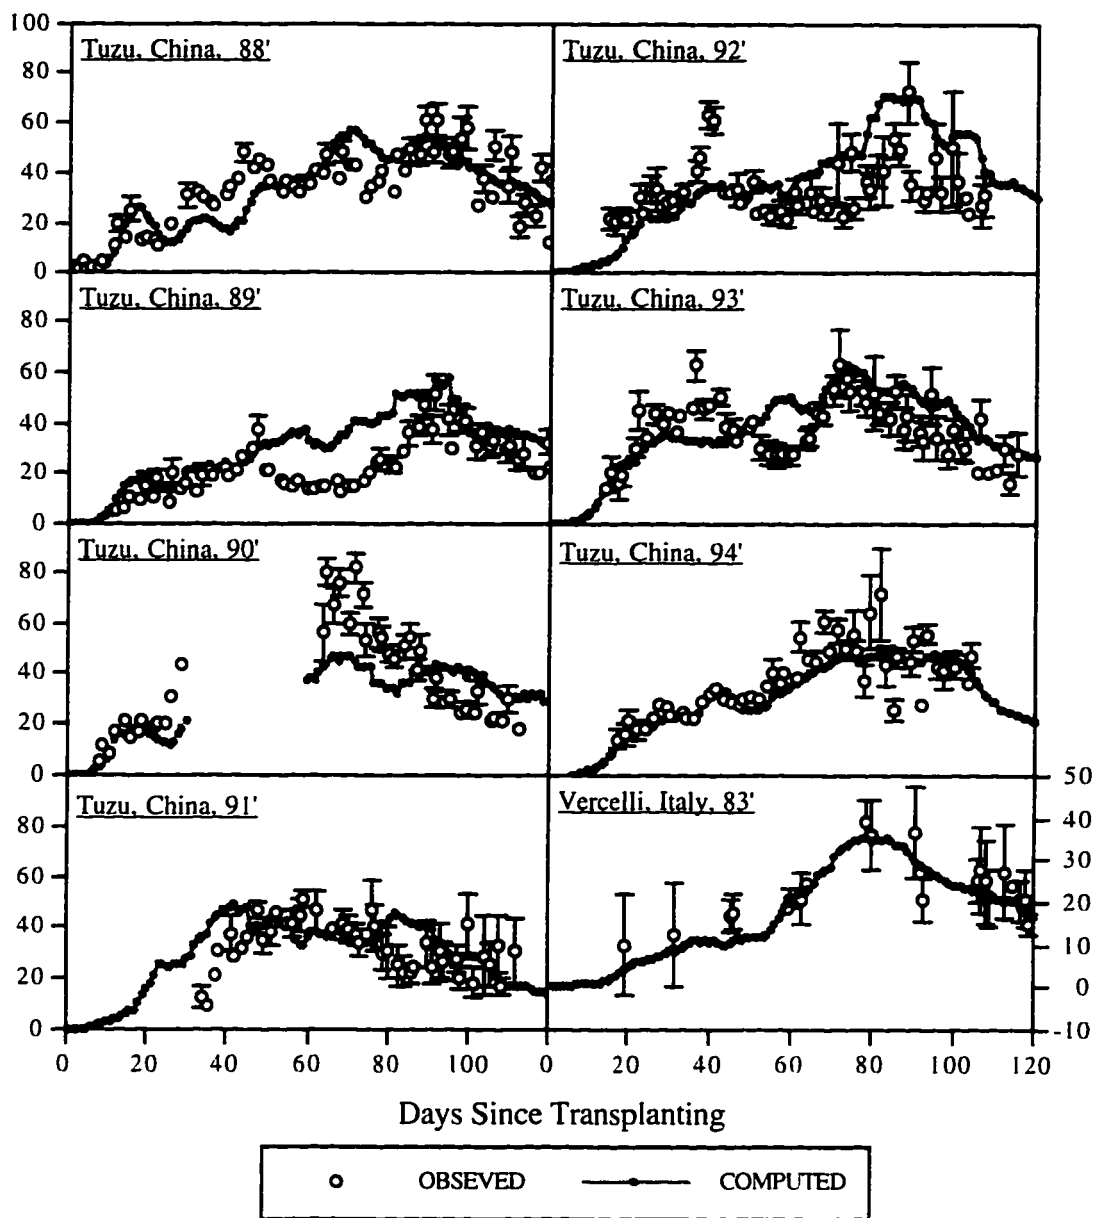 100
80
60
40
20
0
Tuzu, China, 88'
Tuzu, China, 92'
80
60
40
20
0
Tuzu, China, 89'
Tuzu, China, 93'
80
60
40
20
0
Tuzu, China, 90'
Tuzu, China, 94'
80
60
40
20
0
Tuzu, China, 91'
Vercelli, Italy, 83'
50
40
30
20
10
0
-10
0 20 40 60 80 100 0 20 40 60 80 100 120
Days Since Transplanting
OBSEVED COMPUTED